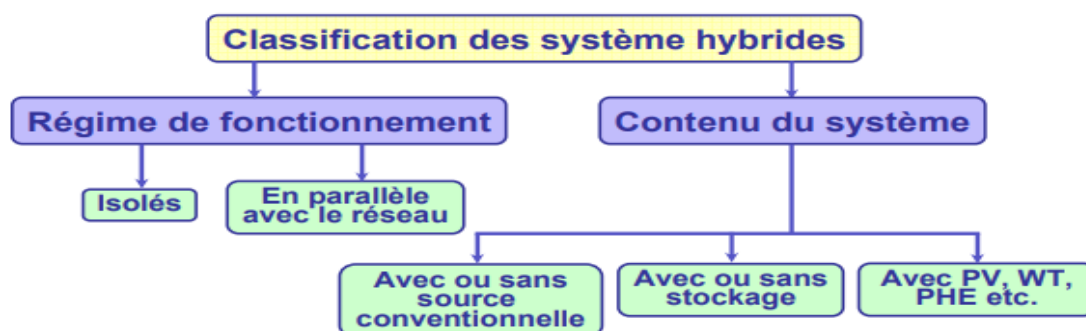 Classification des système hybrides
Régime de fonctionnement
Contenu du système
Isolés
En parallèle
avec le réseau
Avec ou sans
source
conventionnelle
Avec ou sans
stockage
Avec PV, WT,
PHE etc.